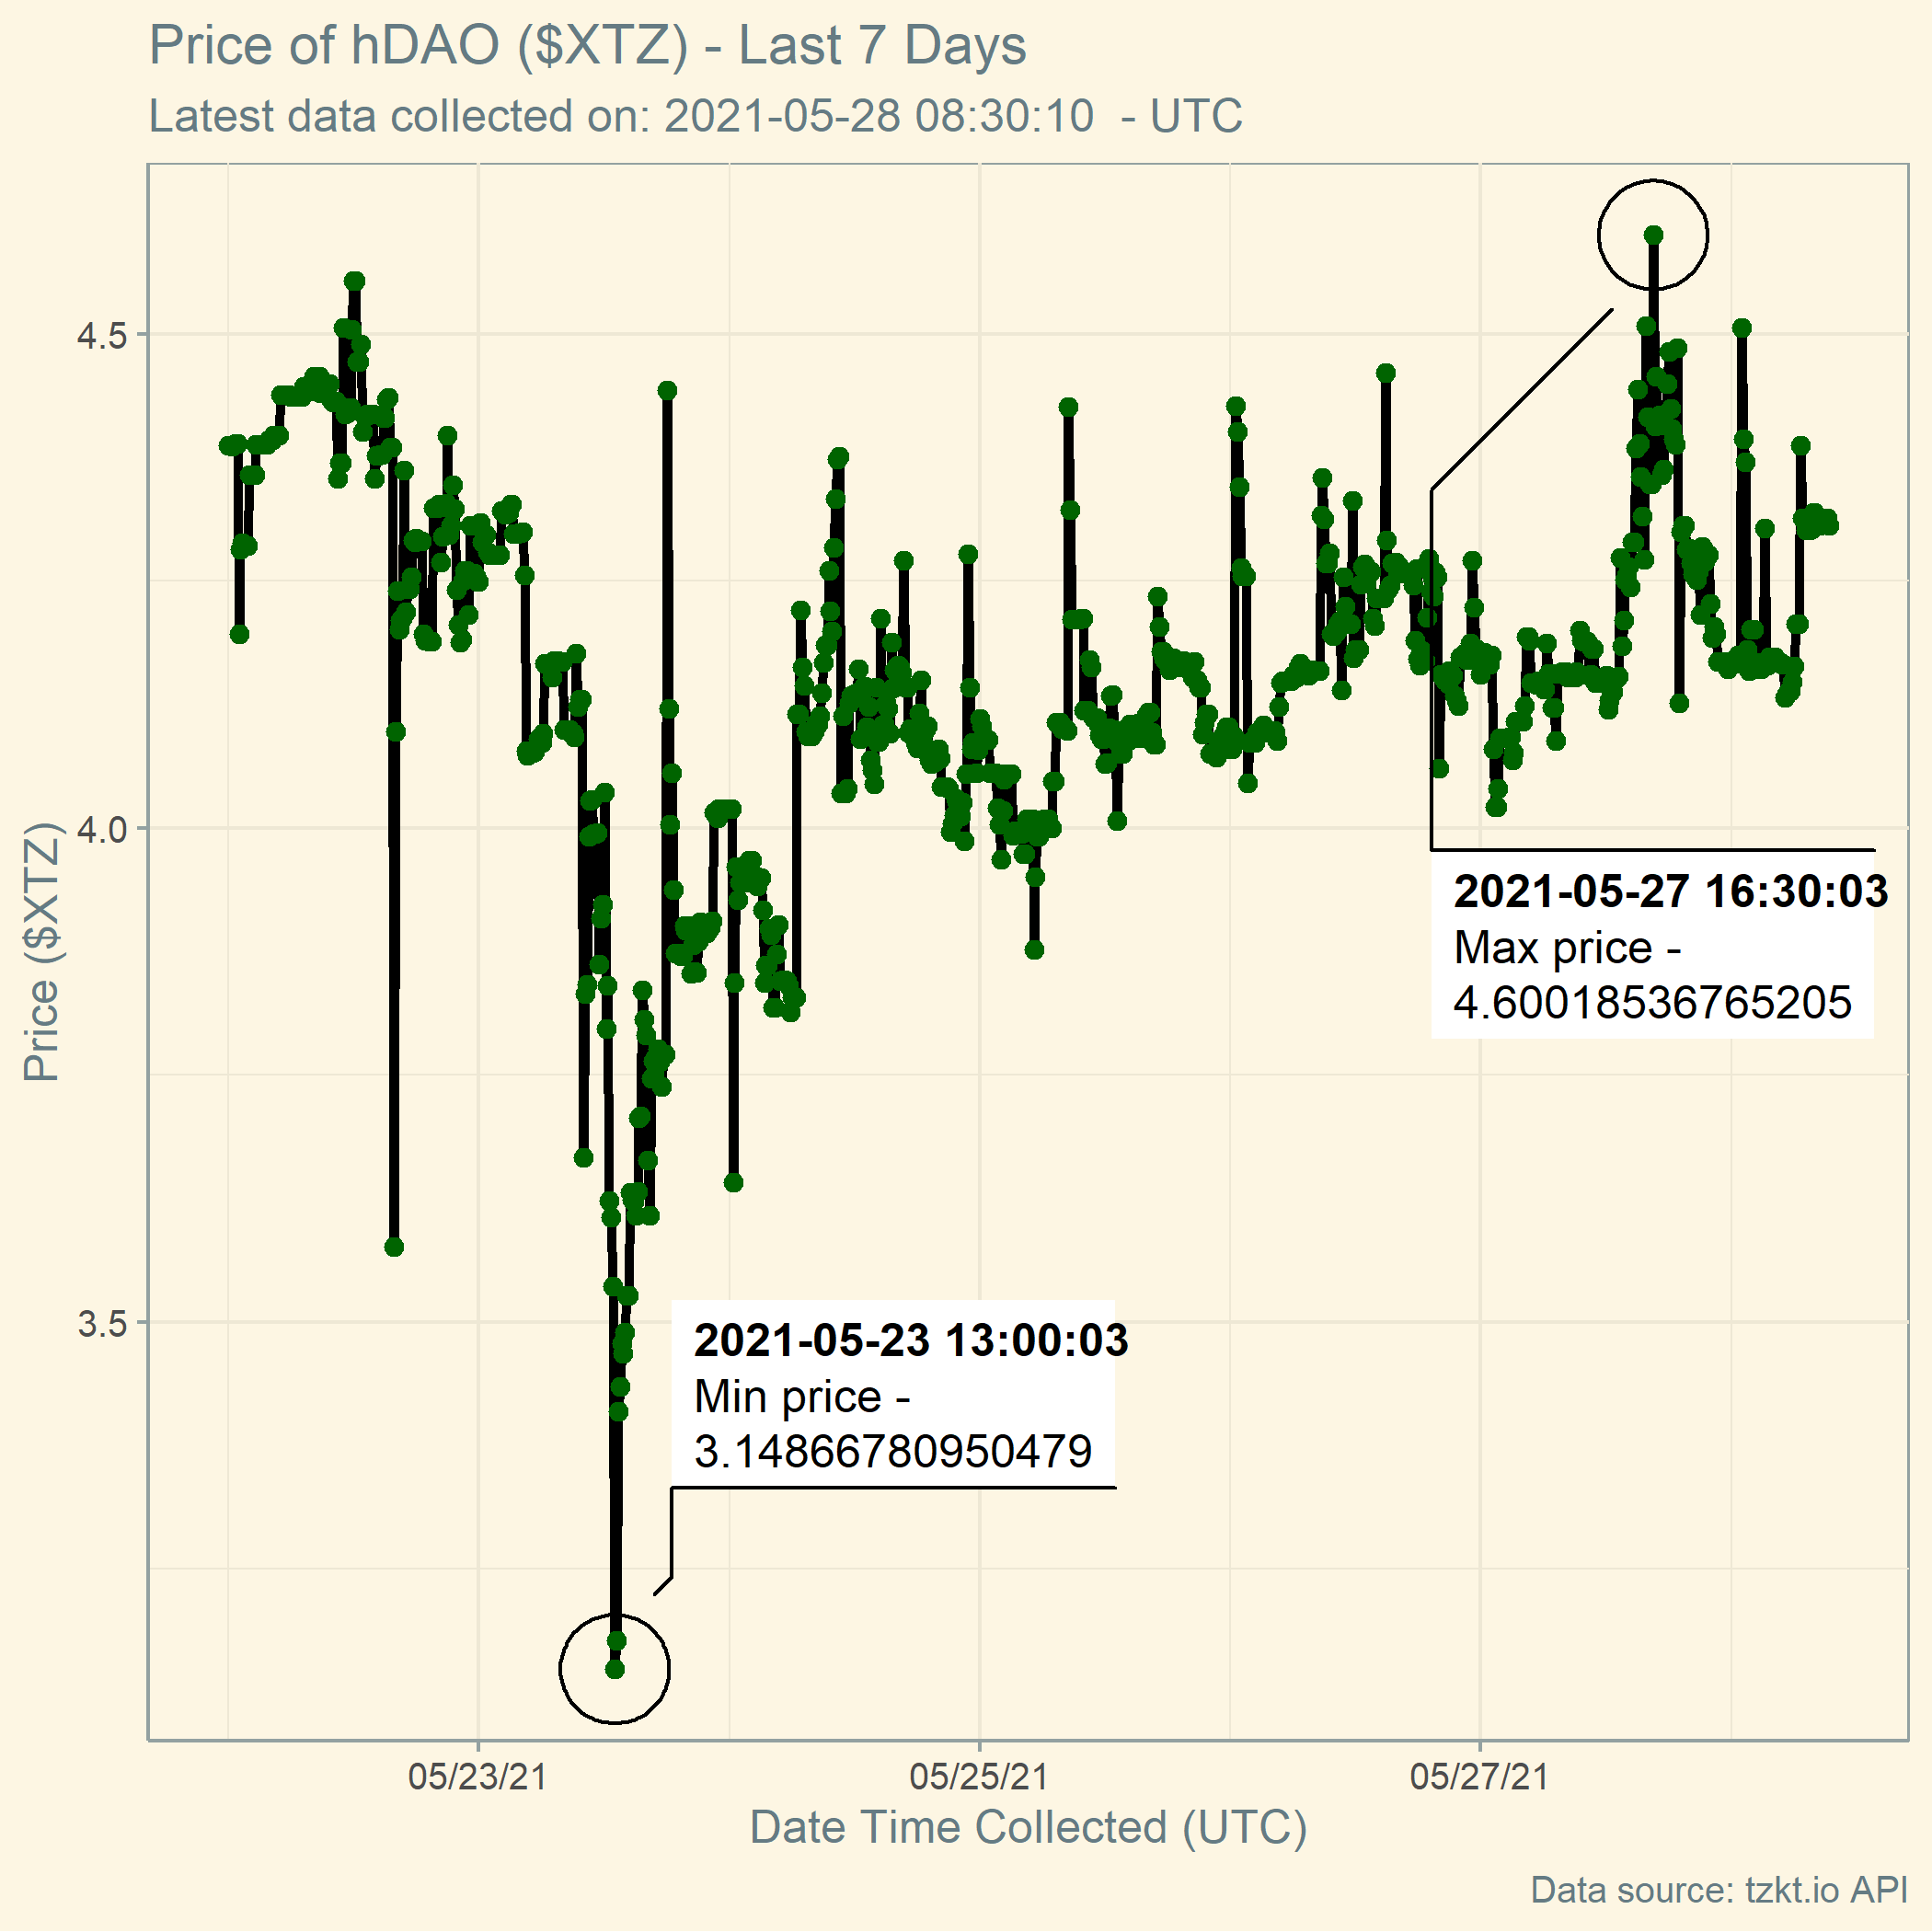 Price of hDAO ($XTZ) - Last 7 Days
Latest data collected on: 2021-05-28 08:30:10  - UTC
Price ($XTZ)
4.5
4.0
3.5
2021-05-27 16:30:03
Max price -
4.60018536765205
2021-05-23 13:00:03
Min price -
3.14866780950479
05/23/21
05/25/21
05/27/21
Date Time Collected (UTC)
Data source: tzkt.io API